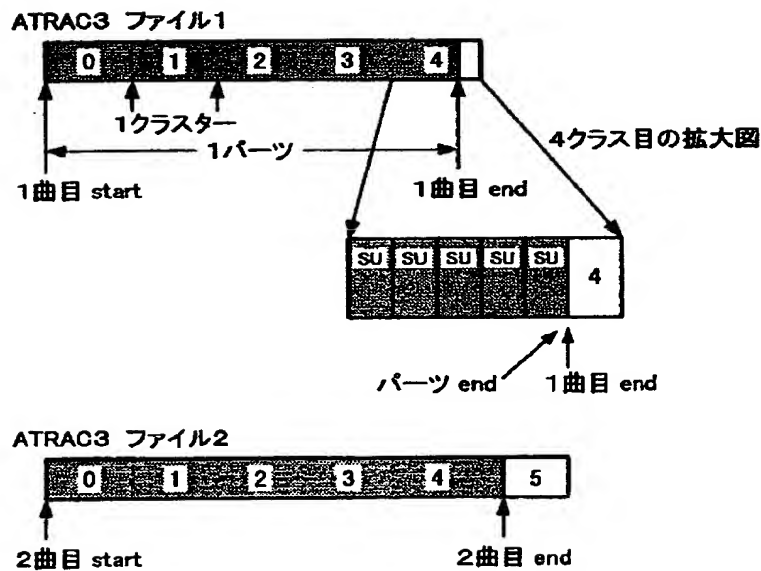 ATRAC3 ファイル1
0 1 2 3 4
1クラスター
1パーツ
4クラス目の拡大図
1曲目 start
1曲目 end
SU SU SU SU SU
4
パーツ end
1曲目 end
ATRAC3 ファイル2
0 1 2 3 4 5
2曲目 start
2曲目 end